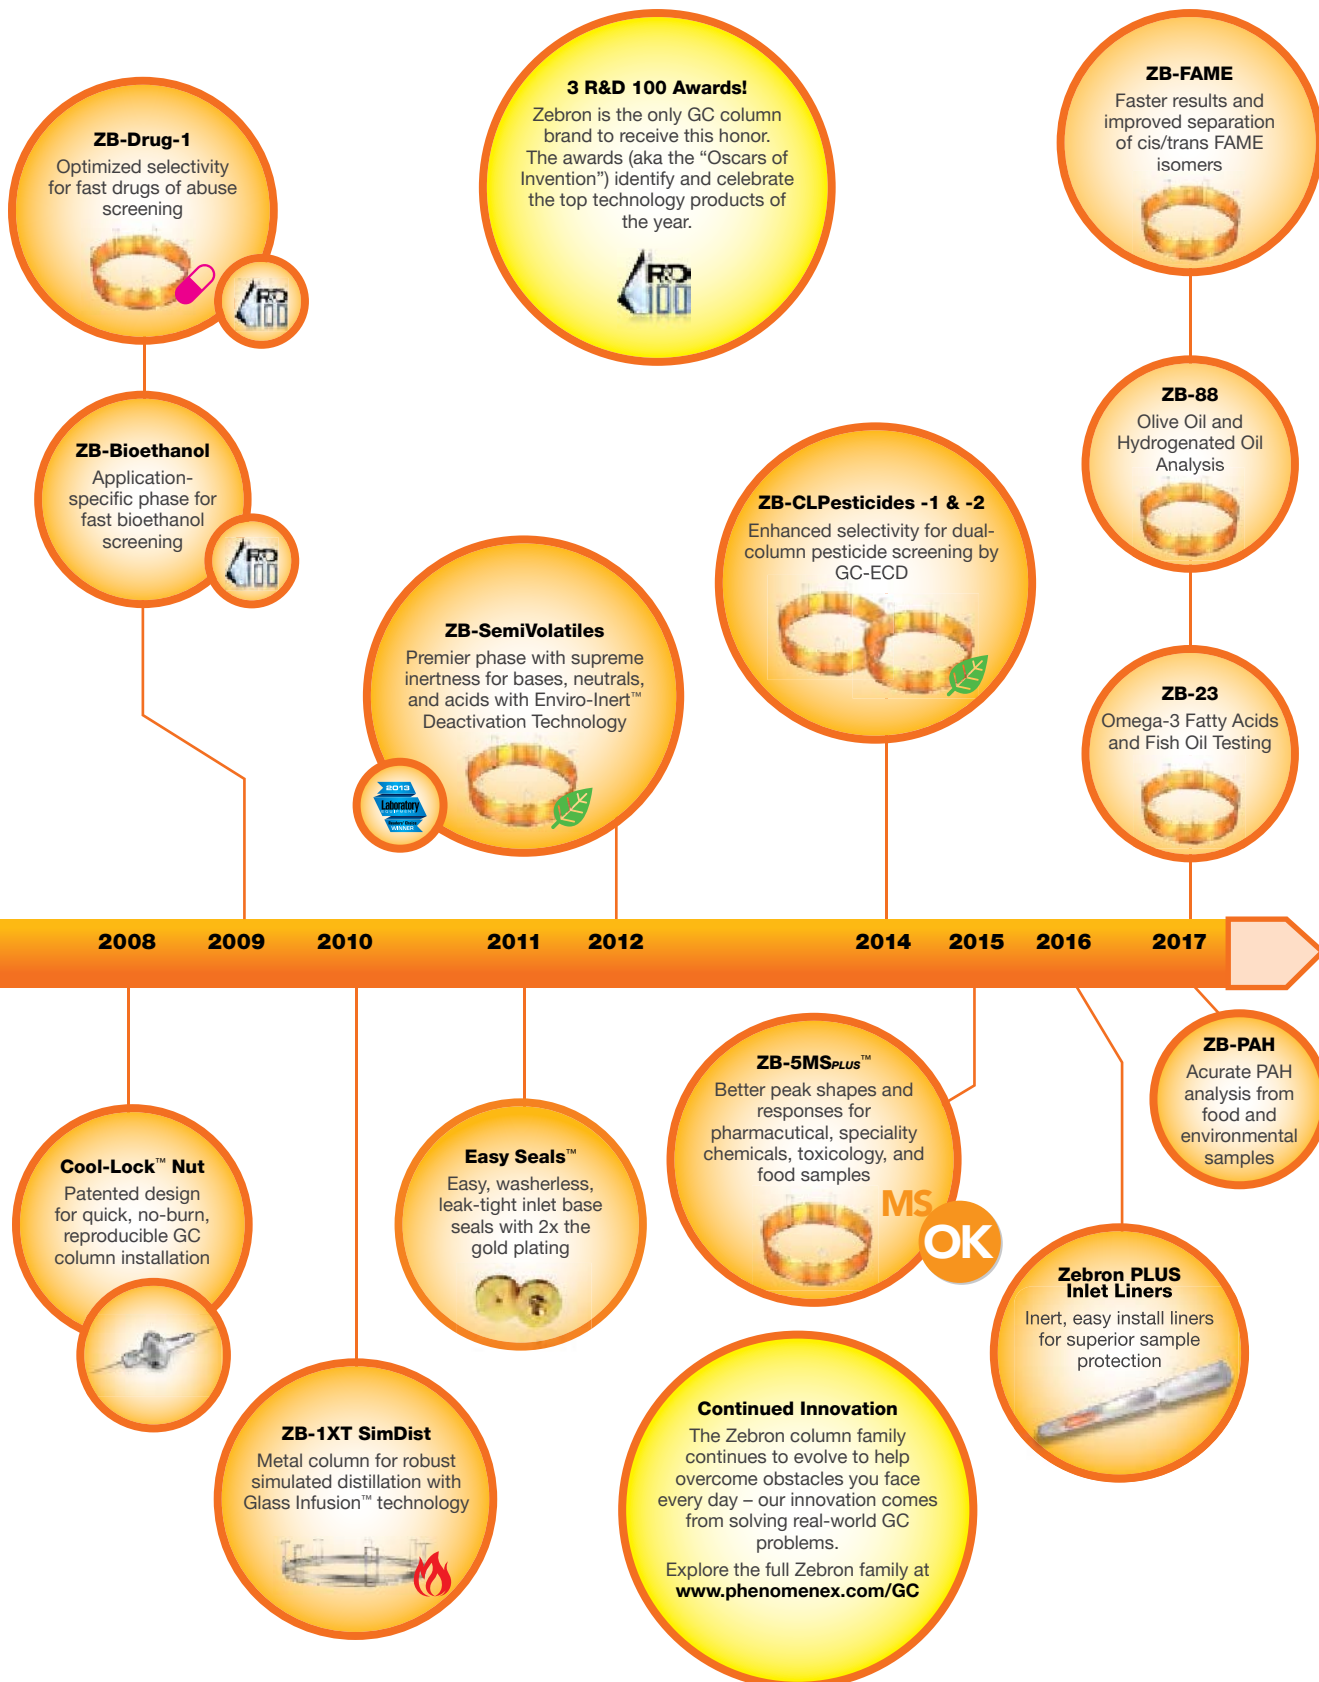 ZB-Drug-1
Optimized selectivity
for fast drugs of abuse
screening
R&D
100
ZB-Bioethanol
Application-
specific phase for
fast bioethanol
screening
R&D
100
3 R&D 100 Awards!
Zebron is the only GC column
brand to receive this honor.
The awards (aka the “Oscars of
Invention”) identify and celebrate
the top technology products of
the year.
R&D
100
ZB-SemiVolatiles
Premier phase with supreme
inertness for bases, neutrals,
and acids with Enviro-Inert™
Deactivation Technology
2013
Laboratory
EQUIPMENT
Readers' Choice
WINNER
ZB-CLPesticides -1 & -2
Enhanced selectivity for dual-
column pesticide screening by
GC-ECD
ZB-FAME
Faster results and
improved separation
of cis/trans FAME
isomers
ZB-88
Olive Oil and
Hydrogenated Oil
Analysis
ZB-23
Omega-3 Fatty Acids
and Fish Oil Testing
2008 2009 2010 2011 2012 2014 2015 2016 2017
Cool-Lock™ Nut
Patented design
for quick, no-burn,
reproducible GC
column installation
ZB-1XT SimDist
Metal column for robust
simulated distillation with
Glass Infusion™ technology
Easy Seals™
Easy, washerless,
leak-tight inlet base
seals with 2x the
gold plating
ZB-5MSPLUS™
Better peak shapes and
responses for
pharmacutical, speciality
chemicals, toxicology, and
food samples
MS
OK
Continued Innovation
The Zebron column family
continues to evolve to help
overcome obstacles you face
every day – our innovation comes
from solving real-world GC
problems.
Explore the full Zebron family at
www.phenomenex.com/GC
Zebron PLUS
Inlet Liners
Inert, easy install liners
for superior sample
protection
ZB-PAH
Acurate PAH
analysis from
food and
environmental
samples